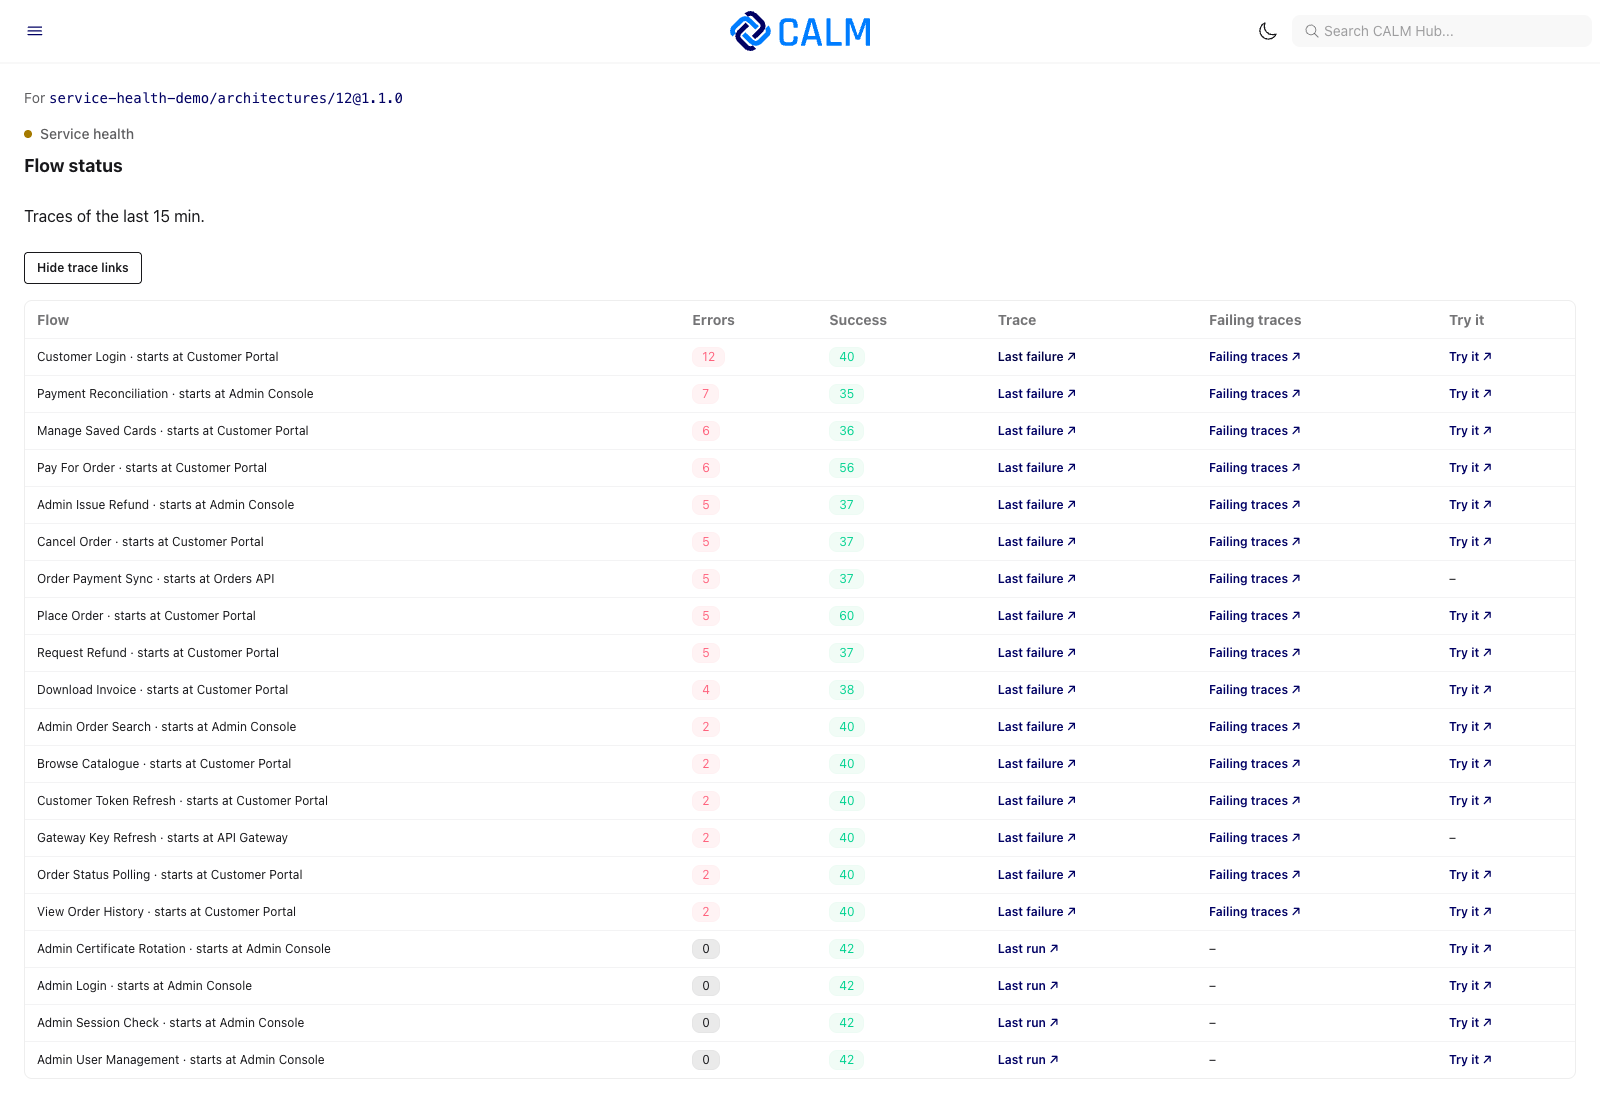 CALM
Search CALM Hub...
For service-health-demo/architectures/12@1.1.0
Service health
Flow status
Traces of the last 15 min.
Hide trace links
Flow Errors Success Trace Failing traces Try it
Customer Login · starts at Customer Portal 12 40 Last failure ↗ Failing traces ↗ Try it ↗
Payment Reconciliation · starts at Admin Console 7 35 Last failure ↗ Failing traces ↗ Try it ↗
Manage Saved Cards · starts at Customer Portal 6 36 Last failure ↗ Failing traces ↗ Try it ↗
Pay For Order · starts at Customer Portal 6 56 Last failure ↗ Failing traces ↗ Try it ↗
Admin Issue Refund · starts at Admin Console 5 37 Last failure ↗ Failing traces ↗ Try it ↗
Cancel Order · starts at Customer Portal 5 37 Last failure ↗ Failing traces ↗ Try it ↗
Order Payment Sync · starts at Orders API 5 37 Last failure ↗ Failing traces ↗ –
Place Order · starts at Customer Portal 5 60 Last failure ↗ Failing traces ↗ Try it ↗
Request Refund · starts at Customer Portal 5 37 Last failure ↗ Failing traces ↗ Try it ↗
Download Invoice · starts at Customer Portal 4 38 Last failure ↗ Failing traces ↗ Try it ↗
Admin Order Search · starts at Admin Console 2 40 Last failure ↗ Failing traces ↗ Try it ↗
Browse Catalogue · starts at Customer Portal 2 40 Last failure ↗ Failing traces ↗ Try it ↗
Customer Token Refresh · starts at Customer Portal 2 40 Last failure ↗ Failing traces ↗ Try it ↗
Gateway Key Refresh · starts at API Gateway 2 40 Last failure ↗ Failing traces ↗ –
Order Status Polling · starts at Customer Portal 2 40 Last failure ↗ Failing traces ↗ Try it ↗
View Order History · starts at Customer Portal 2 40 Last failure ↗ Failing traces ↗ Try it ↗
Admin Certificate Rotation · starts at Admin Console 0 42 Last run ↗ – Try it ↗
Admin Login · starts at Admin Console 0 42 Last run ↗ – Try it ↗
Admin Session Check · starts at Admin Console 0 42 Last run ↗ – Try it ↗
Admin User Management · starts at Admin Console 0 42 Last run ↗ – Try it ↗